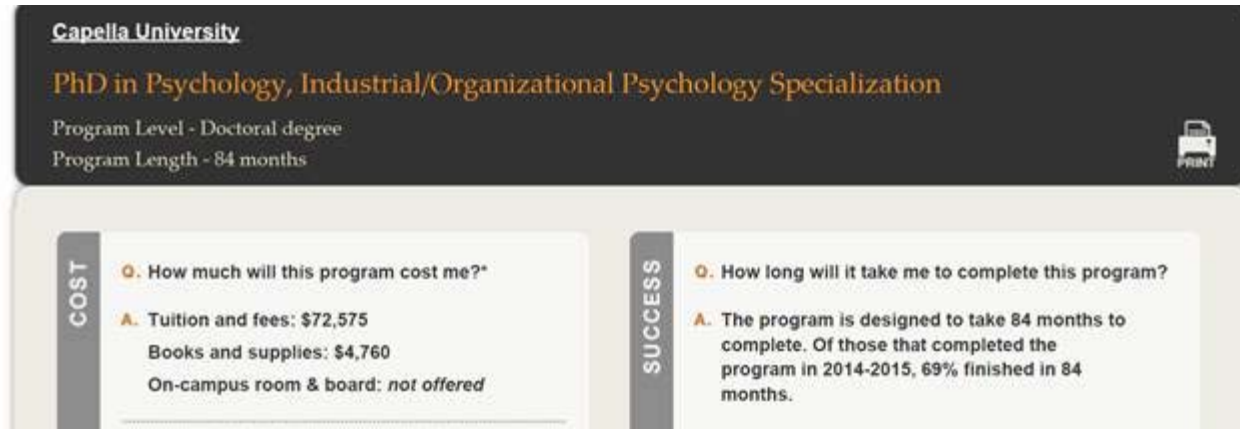 Capella University
PhD in Psychology, Industrial/Organizational Psychology Specialization
Program Level - Doctoral degree
Program Length - 84 months
PRINT
COST
Q. How much will this program cost me?*
A. Tuition and fees: $72,575
Books and supplies: $4,760
On-campus room & board: not offered
SUCCESS
Q. How long will it take me to complete this program?
A. The program is designed to take 84 months to
complete. Of those that completed the
program in 2014-2015, 69% finished in 84
months.